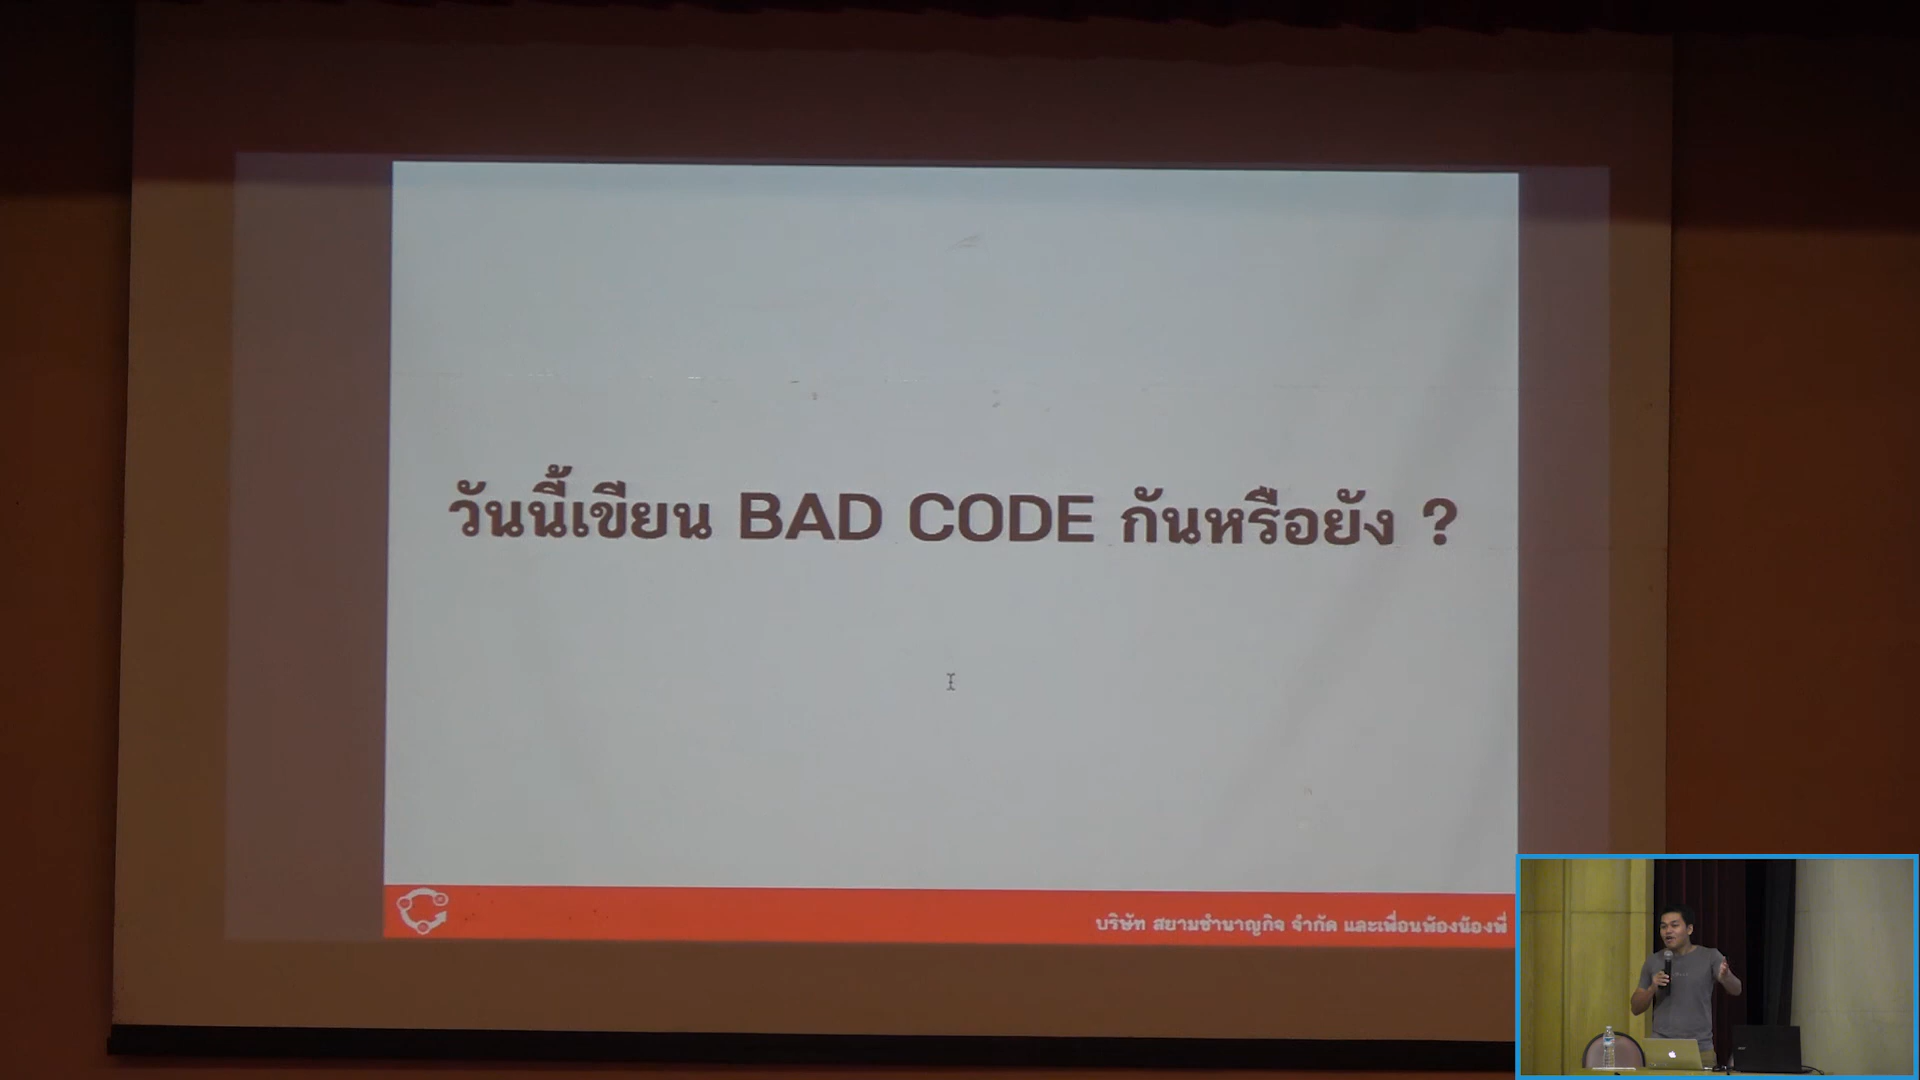 วันนี้เขียน BAD CODE กันหรือยัง ?
บริษัท สยามชำนาญกิจ จำกัด และเพื่อนพ้องน้องพี่